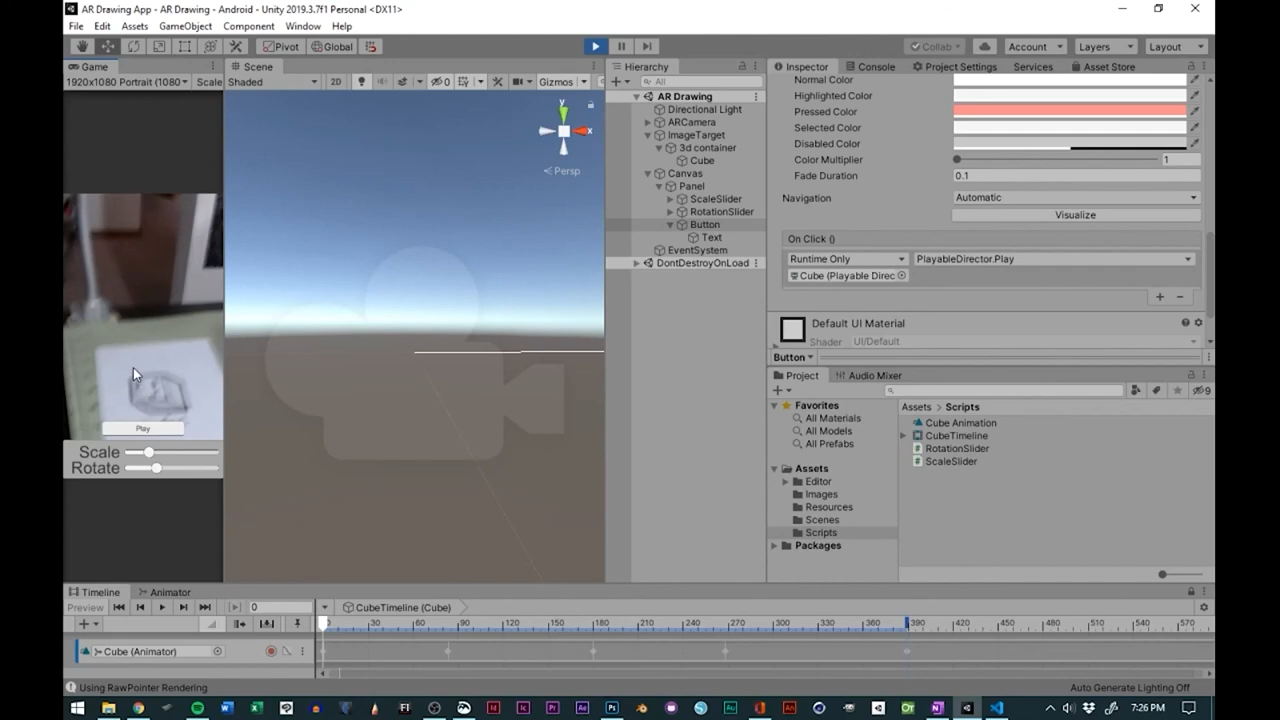 AR Drawing App - AR Drawing - Android - Unity 2019.3.7f1 Personal <DX11>
File Edit Assets GameObject Component Window Help
Pivot Global Collab Account Layers Layout
Game Scene Hierarchy Inspector Console Project Settings Services Asset Store
1920x1080 Portrait (1080 Scale Shaded 2D 0 Gizmos All
AR Drawing
Directional Light
ARCamera
ImageTarget
3d container
Cube
Canvas
Panel
ScaleSlider
RotationSlider
Button
Text
EventSystem
DontDestroyOnLoad
y
x
Persp
Normal Color
Highlighted Color
Pressed Color
Selected Color
Disabled Color
Color Multiplier 1
Fade Duration 0.1
Navigation Automatic
Visualize
On Click ()
Runtime Only PlayableDirector.Play
Cube (Playable Direc
Default UI Material
Shader UI/Default
Button
Play
Scale
Rotate
Project Audio Mixer
9
Favorites
All Materials
All Models
All Prefabs
Assets
Editor
Images
Resources
Scenes
Scripts
Packages
Assets > Scripts
Cube Animation
CubeTimeline
RotationSlider
ScaleSlider
Timeline Animator
Preview 0 CubeTimeline (Cube)
0 30 60 90 120 150 180 210 240 270 300 330 360 390 420 450 480 510 540 570
Cube (Animator)
Using RawPointer Rendering Auto Generate Lighting Off
7:26 PM